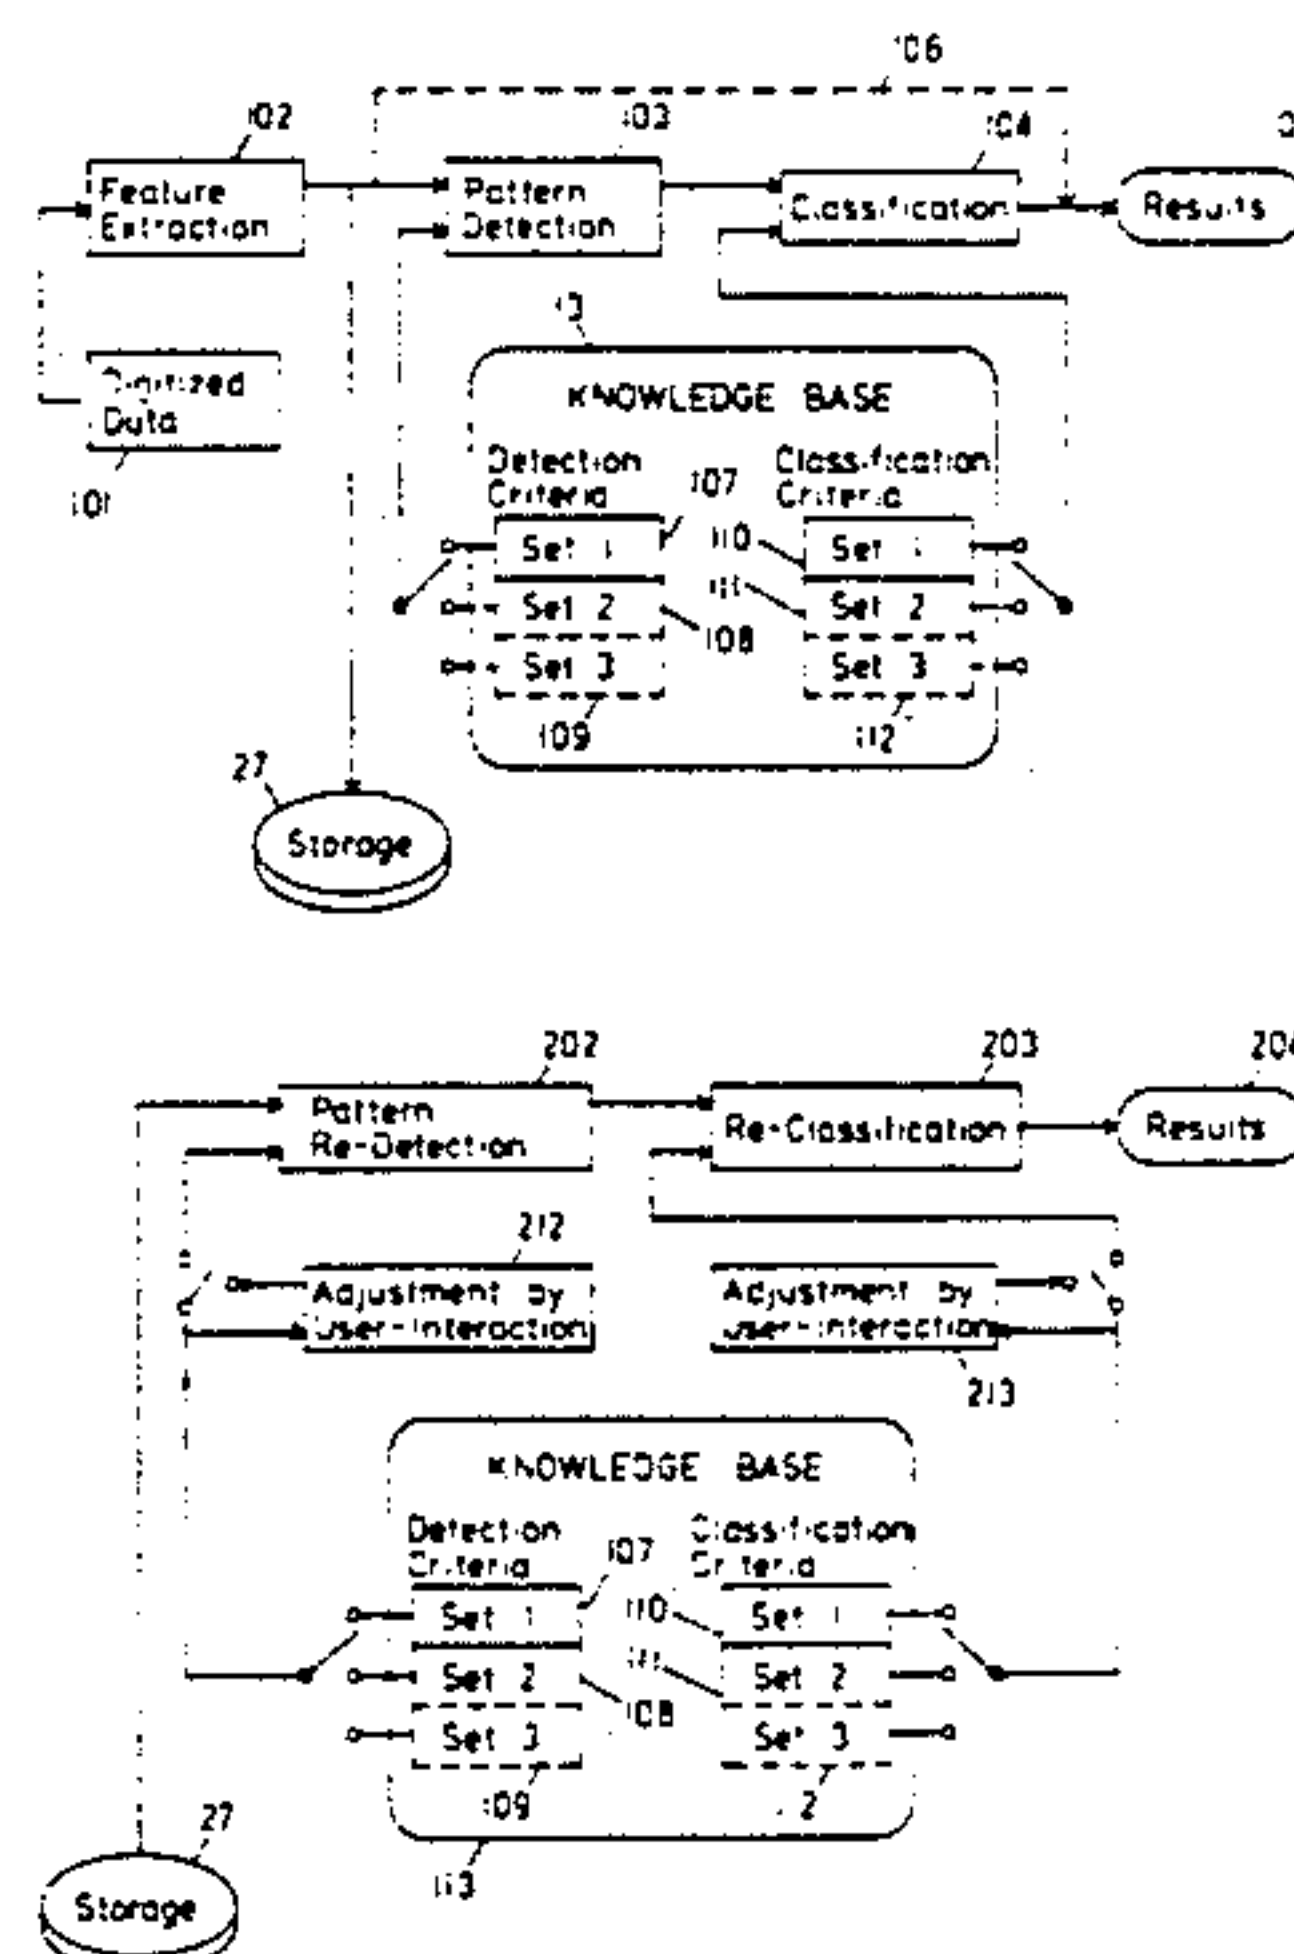 106
102
103
104
Feature
Extraction
Pattern
Detection
Classification
Results
13
Digitized
Data
101
KNOWLEDGE BASE
Detection
Criteria
Classification
Criteria
107
110
Set 1
Set 1
111
Set 2
Set 2
108
Set 3
Set 3
109
112
27
Storage
202
203
204
Pattern
Re-Detection
Re-Classification
Results
212
Adjustment by
User-Interaction
Adjustment by
User-Interaction
213
KNOWLEDGE BASE
Detection
Criteria
Classification
Criteria
107
110
Set 1
Set 1
111
Set 2
Set 2
108
Set 3
Set 3
109
27
113
Storage